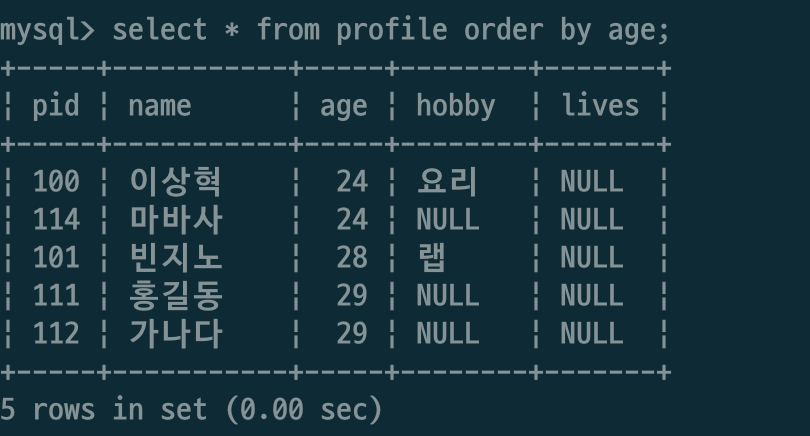 mysql> select * from profile order by age;
+-----+-----------+-----+--------+-------+
| pid | name      | age | hobby  | lives |
+-----+-----------+-----+--------+-------+
| 100 | 이상혁    |  24 | 요리   | NULL  |
| 114 | 마바사    |  24 | NULL   | NULL  |
| 101 | 빈지노    |  28 | 랩     | NULL  |
| 111 | 홍길동    |  29 | NULL   | NULL  |
| 112 | 가나다    |  29 | NULL   | NULL  |
+-----+-----------+-----+--------+-------+
5 rows in set (0.00 sec)